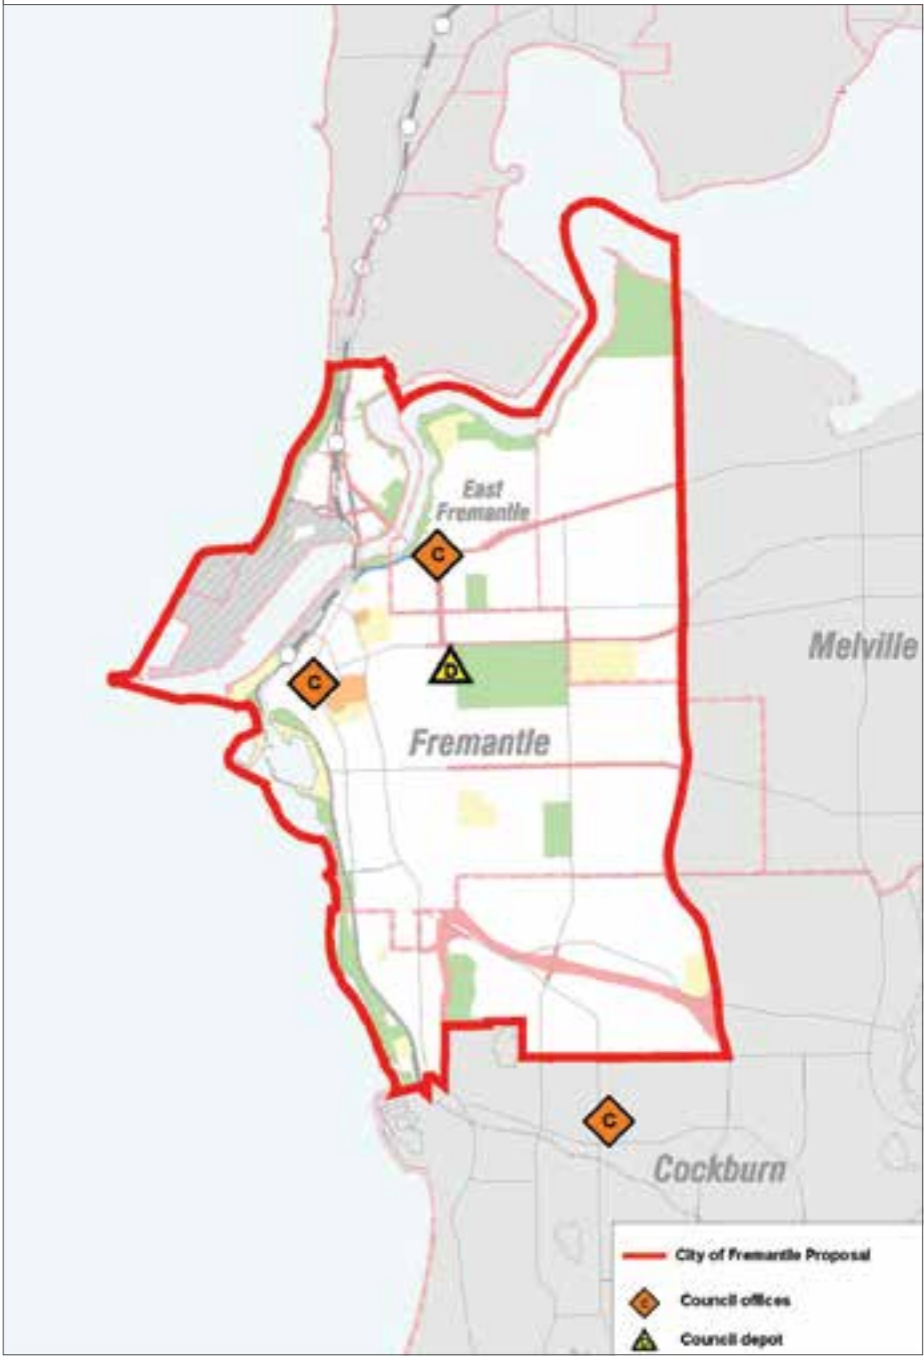 East
Fremantle
C
Melville
C
D
Fremantle
C
Cockburn
City of Fremantle Proposal
C
Council offices
Council depot